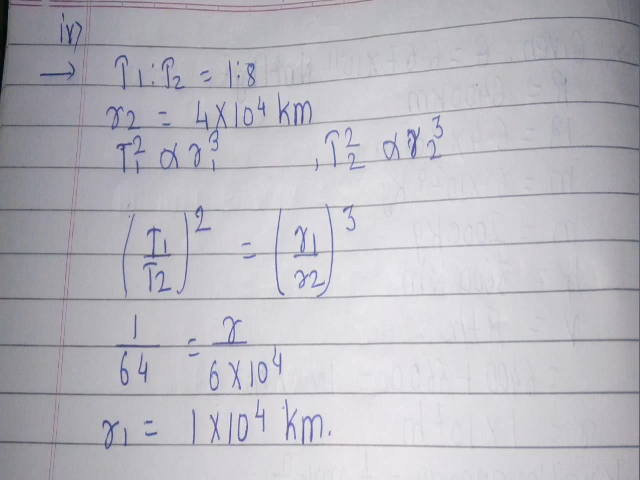 iv)
→ T₁:T₂ = 1:8
r₂ = 4×10⁴ km
T₁² ∝ r₁³ , T₂² ∝ r₂³
(T₁/T₂)² = (r₁/r₂)³
1/64 = r/6×10⁴
r₁ = 1×10⁴ km.